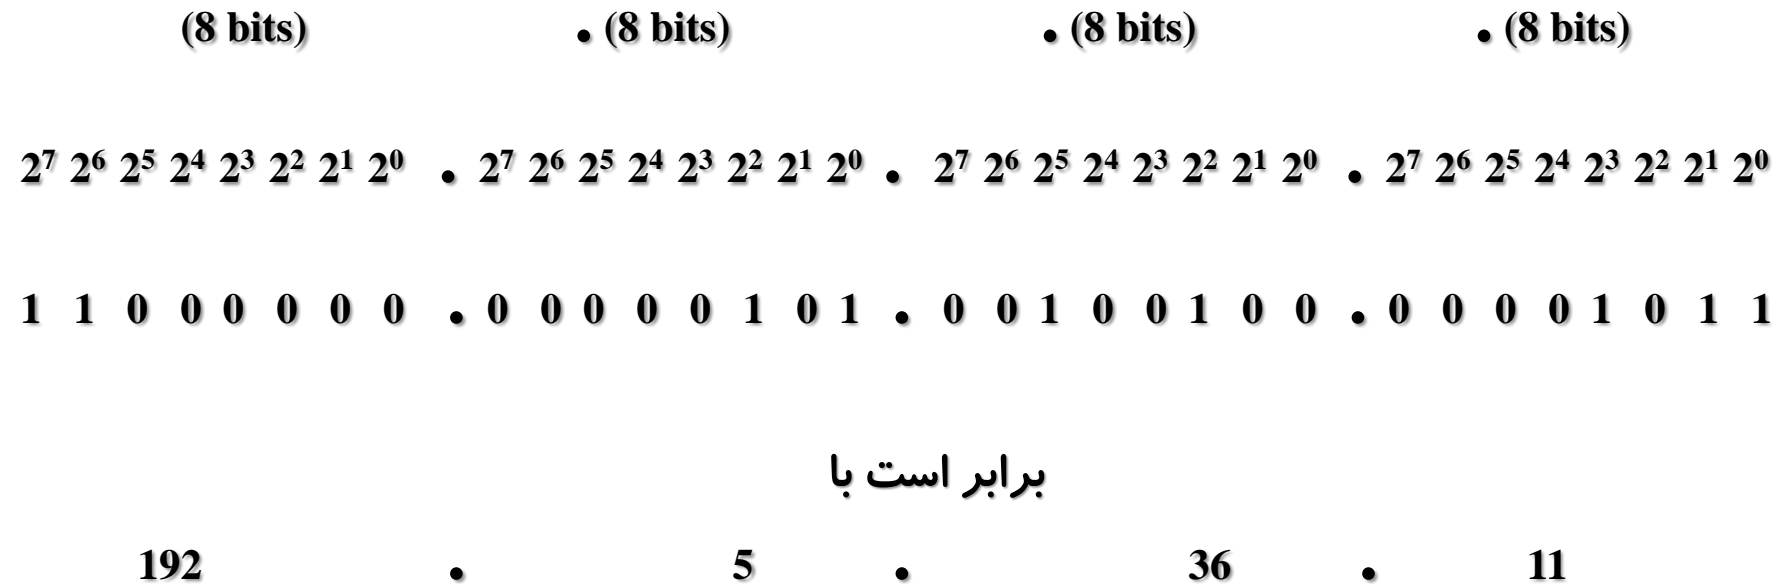 (8 bits) . (8 bits) . (8 bits) . (8 bits)
2⁷ 2⁶ 2⁵ 2⁴ 2³ 2² 2¹ 2⁰ . 2⁷ 2⁶ 2⁵ 2⁴ 2³ 2² 2¹ 2⁰ . 2⁷ 2⁶ 2⁵ 2⁴ 2³ 2² 2¹ 2⁰ . 2⁷ 2⁶ 2⁵ 2⁴ 2³ 2² 2¹ 2⁰
1 1 0 0 0 0 0 0 . 0 0 0 0 0 1 0 1 . 0 0 1 0 0 1 0 0 . 0 0 0 0 1 0 1 1
برابر است با
192 . 5 . 36 . 11